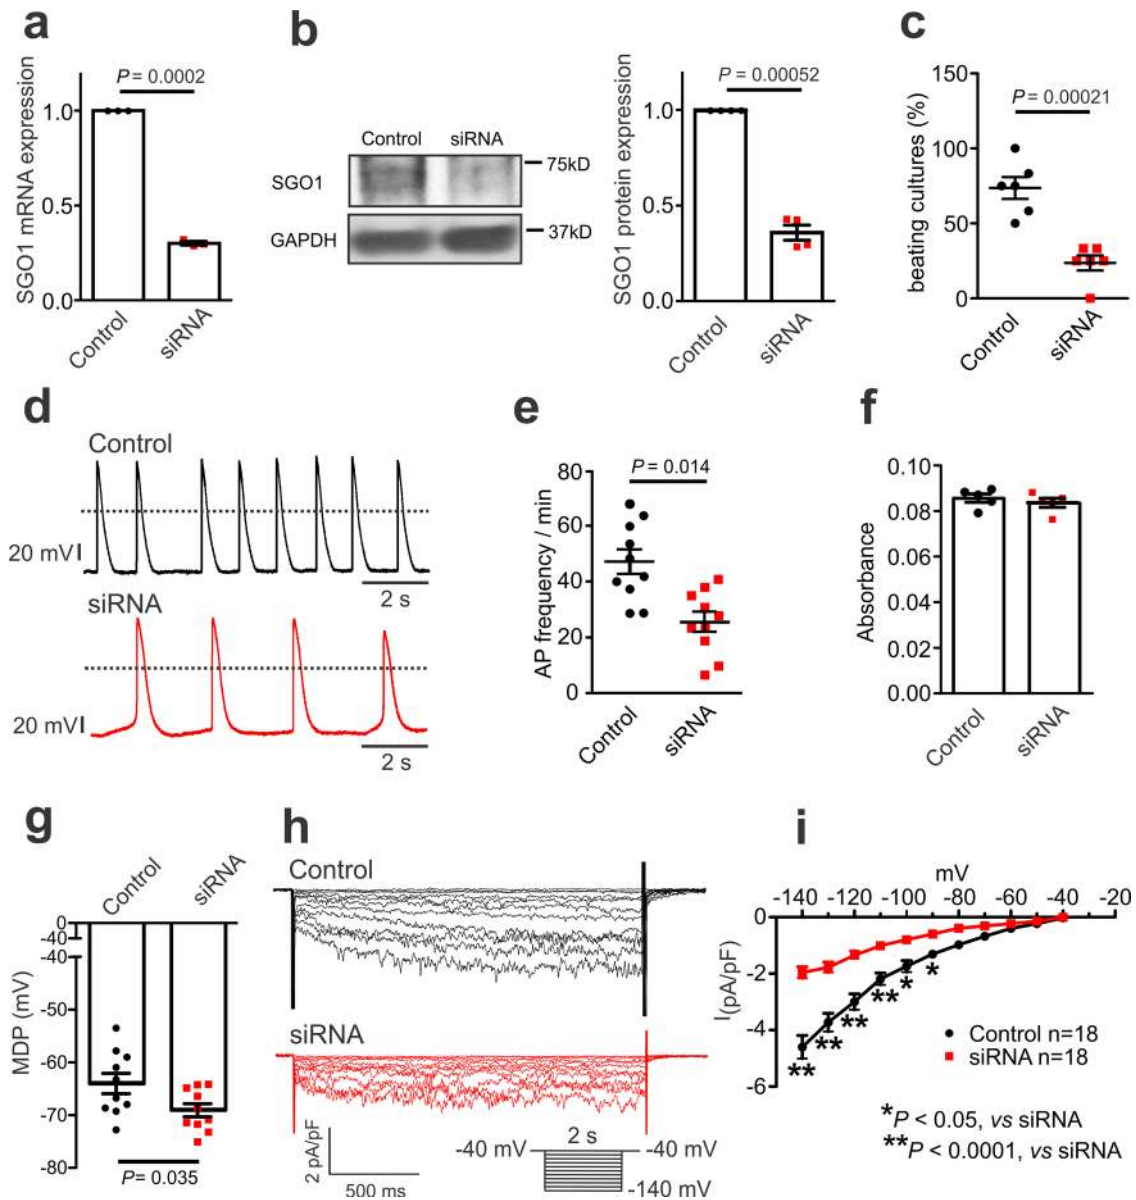 a
SGO1 mRNA expression
1.0
0.5
0.0
P = 0.0002
Control
siRNA
b
Control siRNA
SGO1
75kD
GAPDH
37kD
SGO1 protein expression
1.0
0.5
0.0
P = 0.00052
Control
siRNA
c
beating cultures (%)
150
100
50
0
P = 0.00021
Control
siRNA
d
Control
20 mV
2 s
siRNA
20 mV
2 s
e
AP frequency / min
80
60
40
20
0
P = 0.014
Control
siRNA
f
Absorbance
0.10
0.08
0.06
0.04
0.02
0.00
Control
siRNA
g
Control
siRNA
MDP (mV)
0
-40
-40
-50
-60
-70
-80
P= 0.035
h
Control
siRNA
2 pA/pF
500 ms
2 s
-40 mV
-40 mV
-140 mV
i
mV
-140 -120 -100 -80 -60 -40 -20
I(pA/pF)
0
-2
-4
-6
** ** ** ** * *
Control n=18
siRNA n=18
*P < 0.05, vs siRNA
**P < 0.0001, vs siRNA